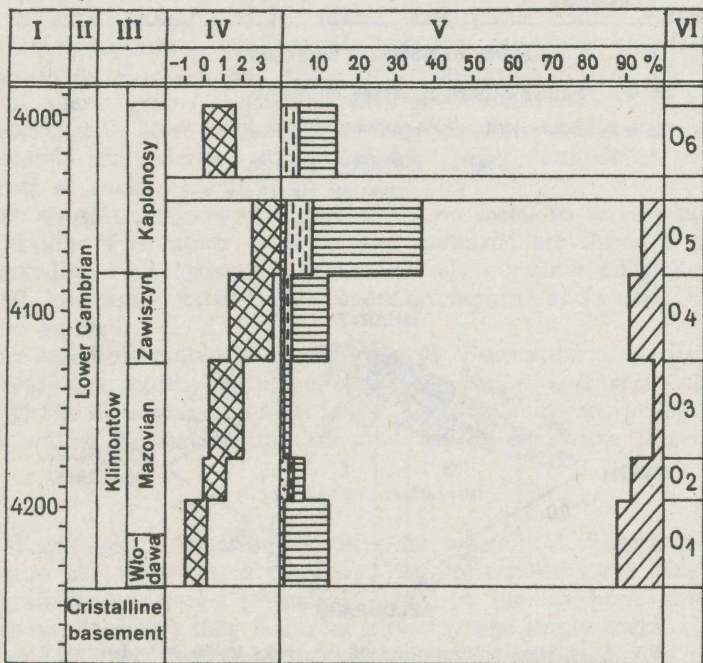 I II III IV V VI
-1 0 1 2 3 10 20 30 40 50 60 70 80 90 %
4000
4100
4200
Lower Cambrian
Klimontów
Kaplonosy
Zawiszyn
Mazovian
Wło-
dawa
O6
O5
O4
O3
O2
O1
Cristalline
basement